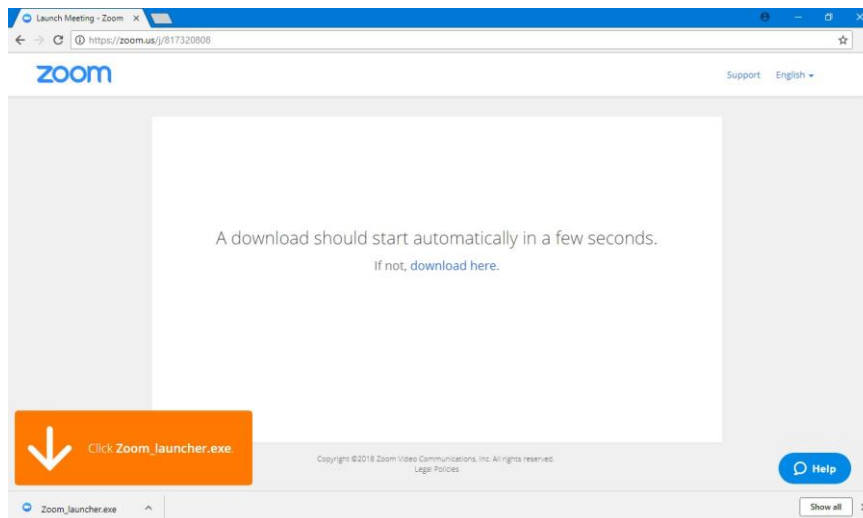 Launch Meeting - Zoom
https://zoom.us/j/817320808
zoom
Support English
A download should start automatically in a few seconds.
If not, download here.
Click Zoom_launcher.exe.
Copyright ©2018 Zoom Video Communications, Inc. All rights reserved.
Legal Policies
Help
Zoom_launcher.exe
Show all